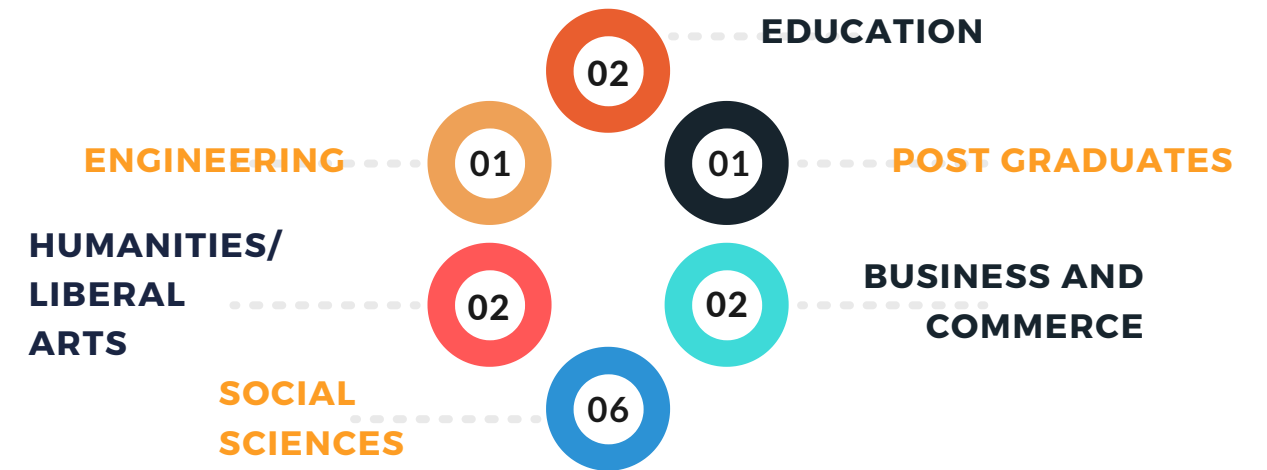 EDUCATION
02
ENGINEERING
01
01
POST GRADUATES
HUMANITIES/
LIBERAL
ARTS
02
02
BUSINESS AND
COMMERCE
SOCIAL
SCIENCES
06